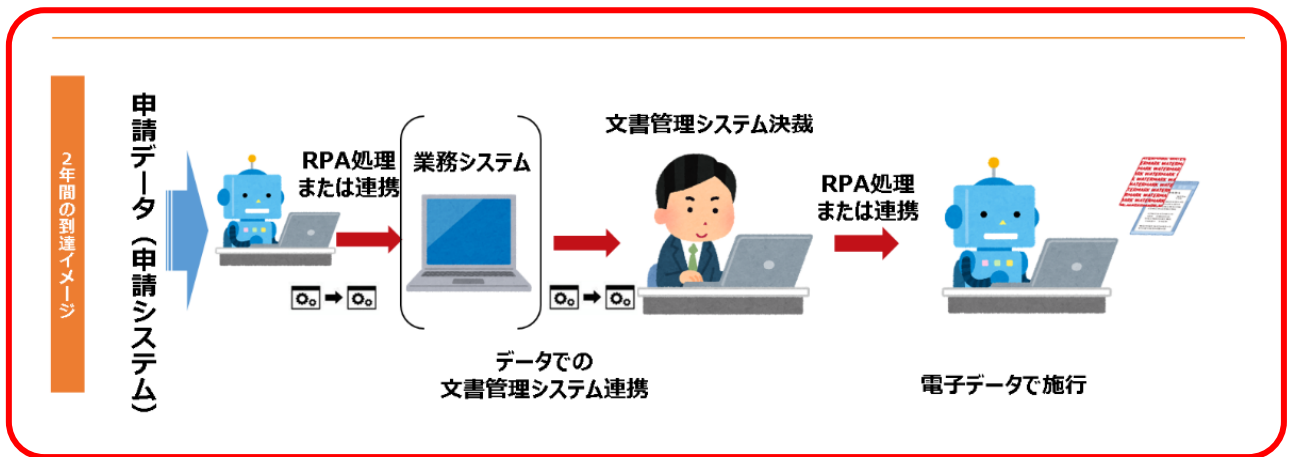 2年間の到達イメージ
申請データ（申請システム）
RPA処理
または連携
業務システム
データでの
文書管理システム連携
文書管理システム決裁
RPA処理
または連携
電子データで施行